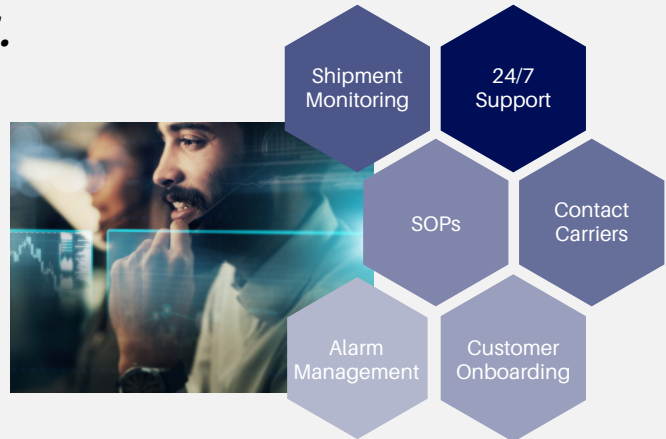 Shipment
Monitoring
24/7
Support
SOPs
Contact
Carriers
Alarm
Management
Customer
Onboarding